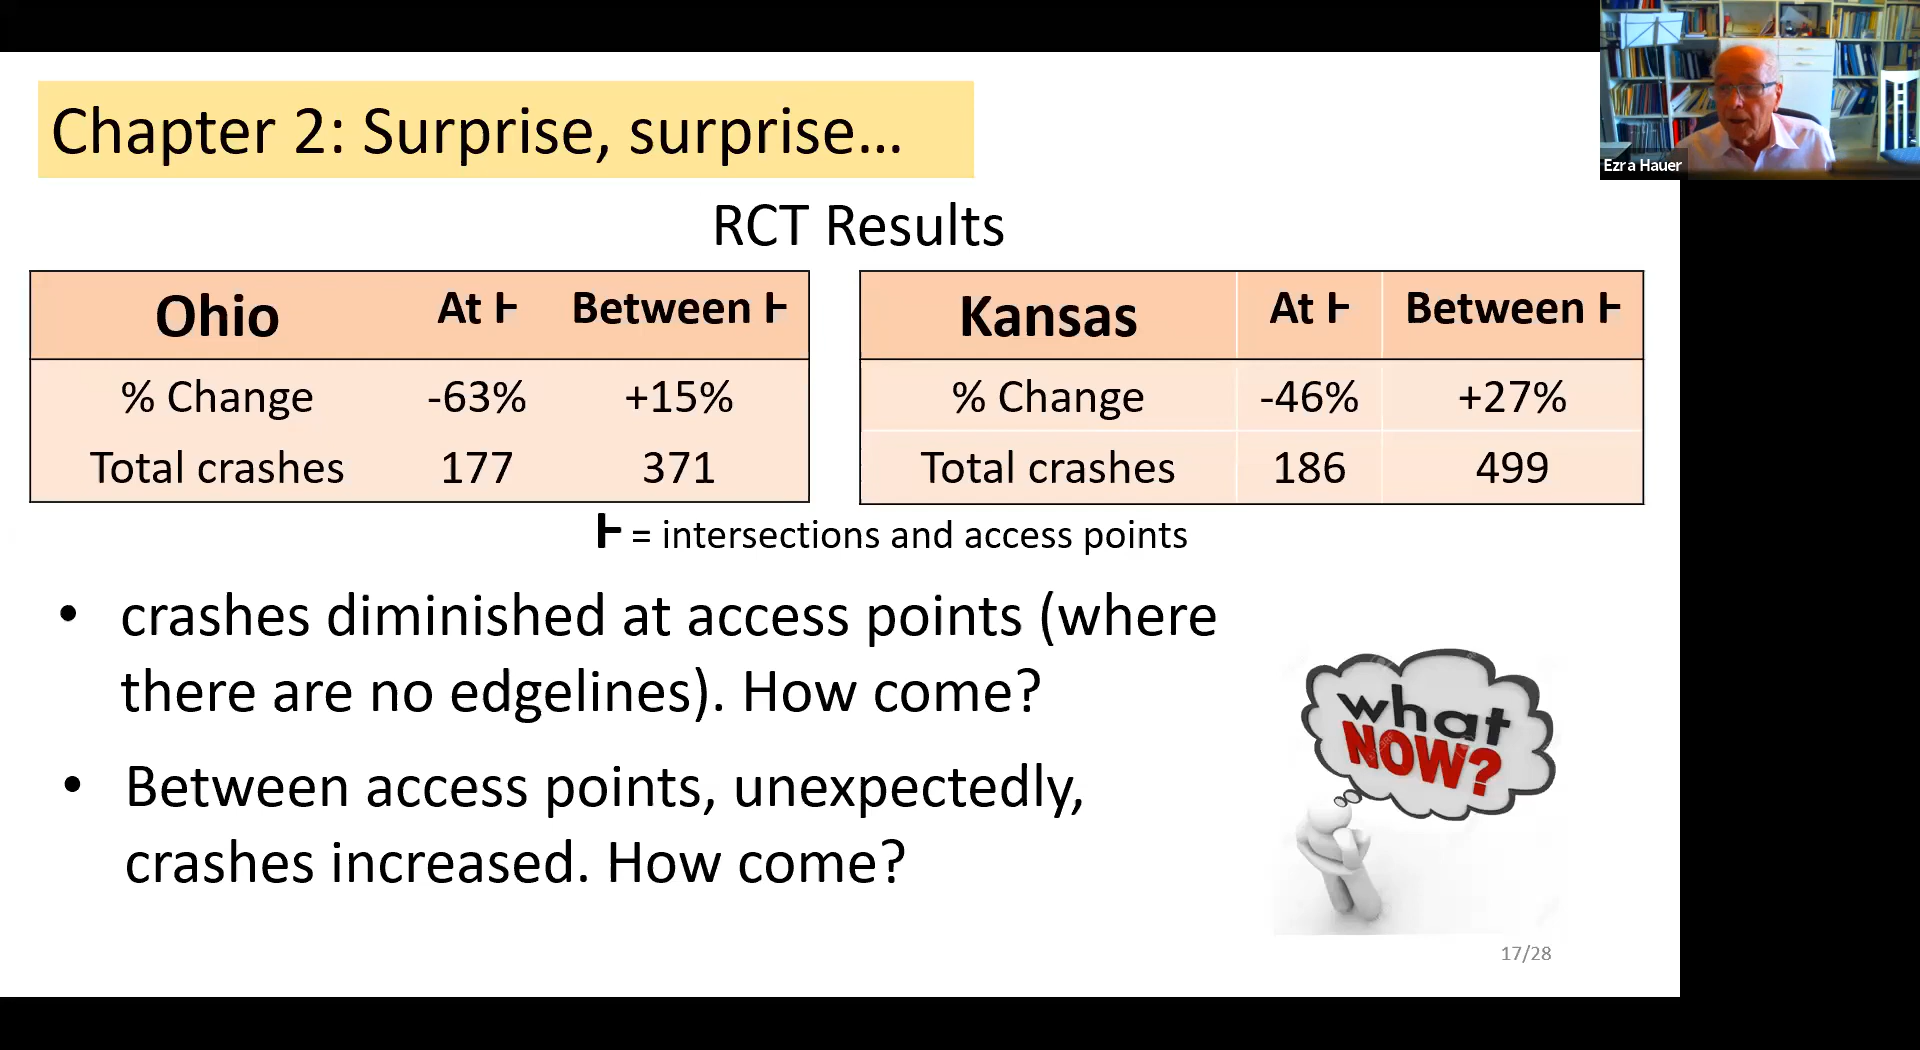 Chapter 2: Surprise, surprise...
Ezra Hauer
RCT Results
Ohio At Ͱ Between Ͱ
% Change -63% +15%
Total crashes 177 371
Kansas At Ͱ Between Ͱ
% Change -46% +27%
Total crashes 186 499
Ͱ = intersections and access points
• crashes diminished at access points (where
there are no edgelines). How come?
• Between access points, unexpectedly,
crashes increased. How come?
what
NOW?
17/28